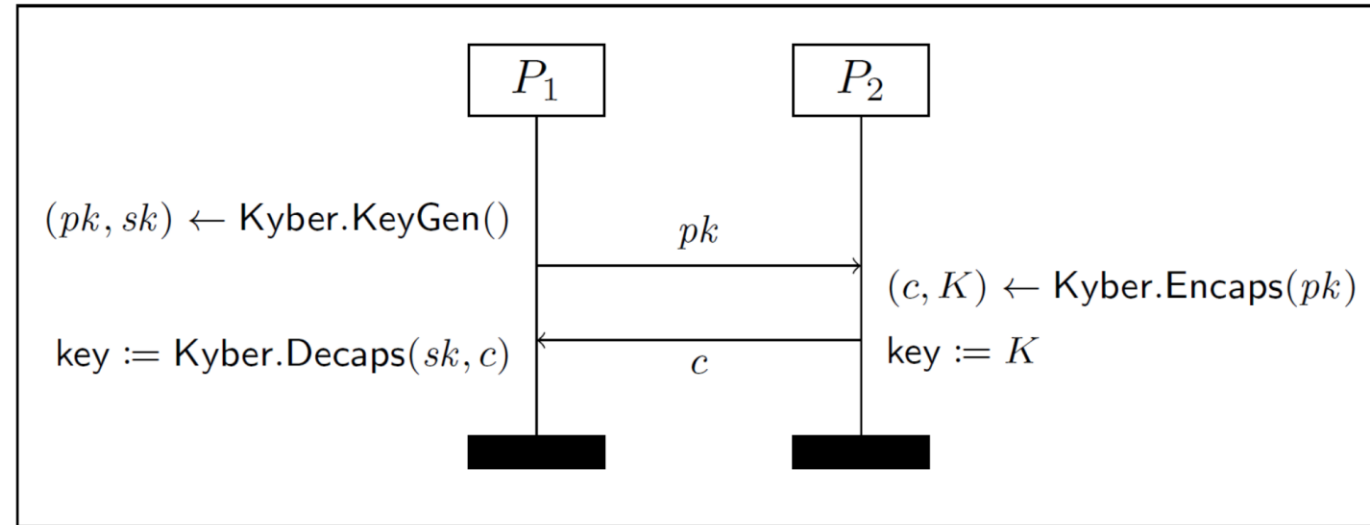 P₁
P₂
(pk, sk) ← Kyber.KeyGen()
pk
(c, K) ← Kyber.Encaps(pk)
key := Kyber.Decaps(sk, c)
c
key := K